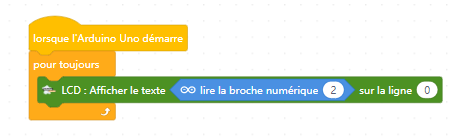 lorsque l'Arduino Uno démarre
pour toujours
LCD : Afficher le texte lire la broche numérique 2 sur la ligne 0